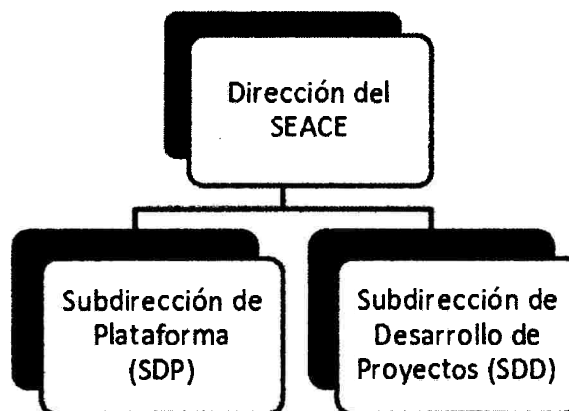 Dirección del
SEACE
Subdirección de
Plataforma
(SDP)
Subdirección de
Desarrollo de
Proyectos (SDD)